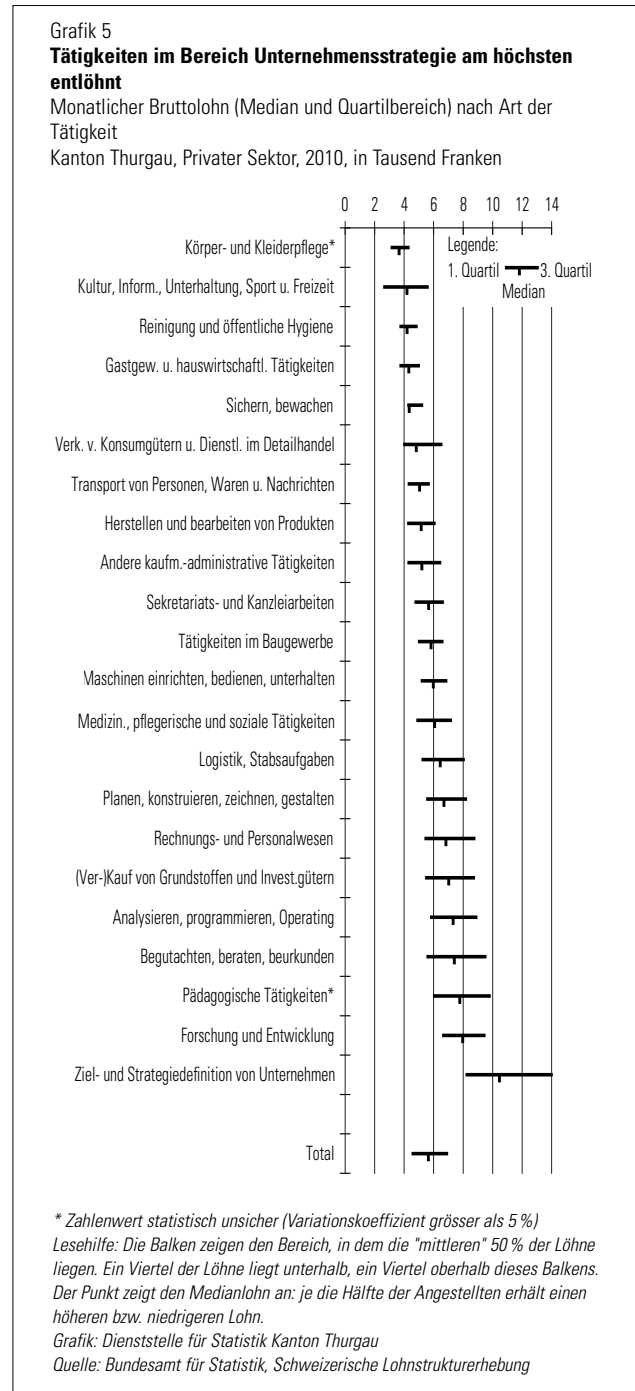 Grafik 5
Tätigkeiten im Bereich Unternehmensstrategie am höchsten
entlöhnt
Monatlicher Bruttolohn (Median und Quartilbereich) nach Art der
Tätigkeit
Kanton Thurgau, Privater Sektor, 2010, in Tausend Franken
0 2 4 6 8 10 12 14
Legende:
1. Quartil 3. Quartil
Median
Körper- und Kleiderpflege*
Kultur, Inform., Unterhaltung, Sport u. Freizeit
Reinigung und öffentliche Hygiene
Gastgew. u. hauswirtschaftl. Tätigkeiten
Sichern, bewachen
Verk. v. Konsumgütern u. Dienstl. im Detailhandel
Transport von Personen, Waren u. Nachrichten
Herstellen und bearbeiten von Produkten
Andere kaufm.-administrative Tätigkeiten
Sekretariats- und Kanzleiarbeiten
Tätigkeiten im Baugewerbe
Maschinen einrichten, bedienen, unterhalten
Medizin., pflegerische und soziale Tätigkeiten
Logistik, Stabsaufgaben
Planen, konstruieren, zeichnen, gestalten
Rechnungs- und Personalwesen
(Ver-)Kauf von Grundstoffen und Invest.gütern
Analysieren, programmieren, Operating
Begutachten, beraten, beurkunden
Pädagogische Tätigkeiten*
Forschung und Entwicklung
Ziel- und Strategiedefinition von Unternehmen
Total
* Zahlenwert statistisch unsicher (Variationskoeffizient grösser als 5 %)
Lesehilfe: Die Balken zeigen den Bereich, in dem die "mittleren" 50 % der Löhne
liegen. Ein Viertel der Löhne liegt unterhalb, ein Viertel oberhalb dieses Balkens.
Der Punkt zeigt den Medianlohn an: je die Hälfte der Angestellten erhält einen
höheren bzw. niedrigeren Lohn.
Grafik: Dienststelle für Statistik Kanton Thurgau
Quelle: Bundesamt für Statistik, Schweizerische Lohnstrukturerhebung